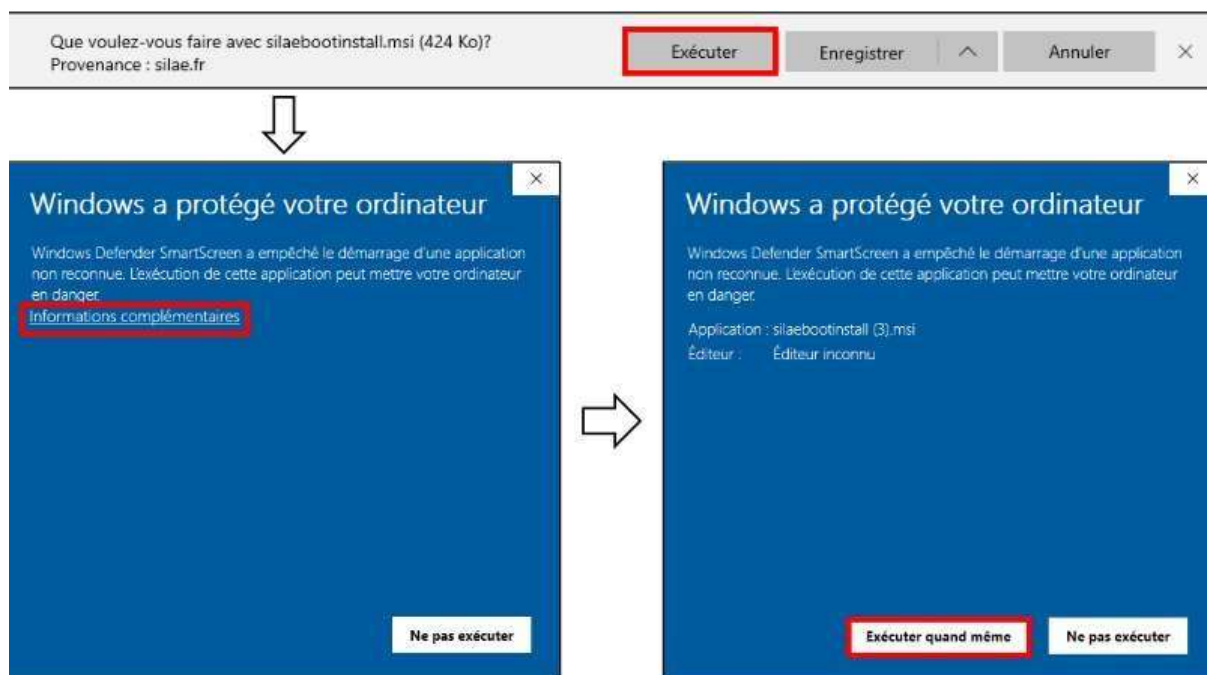 Que voulez-vous faire avec silaebootinstall.msi (424 Ko)?
Provenance : silae.fr
Exécuter
Enregistrer
Annuler
Windows a protégé votre ordinateur
Windows Defender SmartScreen a empêché le démarrage d'une application
non reconnue. L'exécution de cette application peut mettre votre ordinateur
en danger.
Informations complémentaires
Ne pas exécuter
Windows a protégé votre ordinateur
Windows Defender SmartScreen a empêché le démarrage d'une application
non reconnue. L'exécution de cette application peut mettre votre ordinateur
en danger.
Application : silaebootinstall (3).msi
Éditeur : Éditeur inconnu
Exécuter quand même
Ne pas exécuter